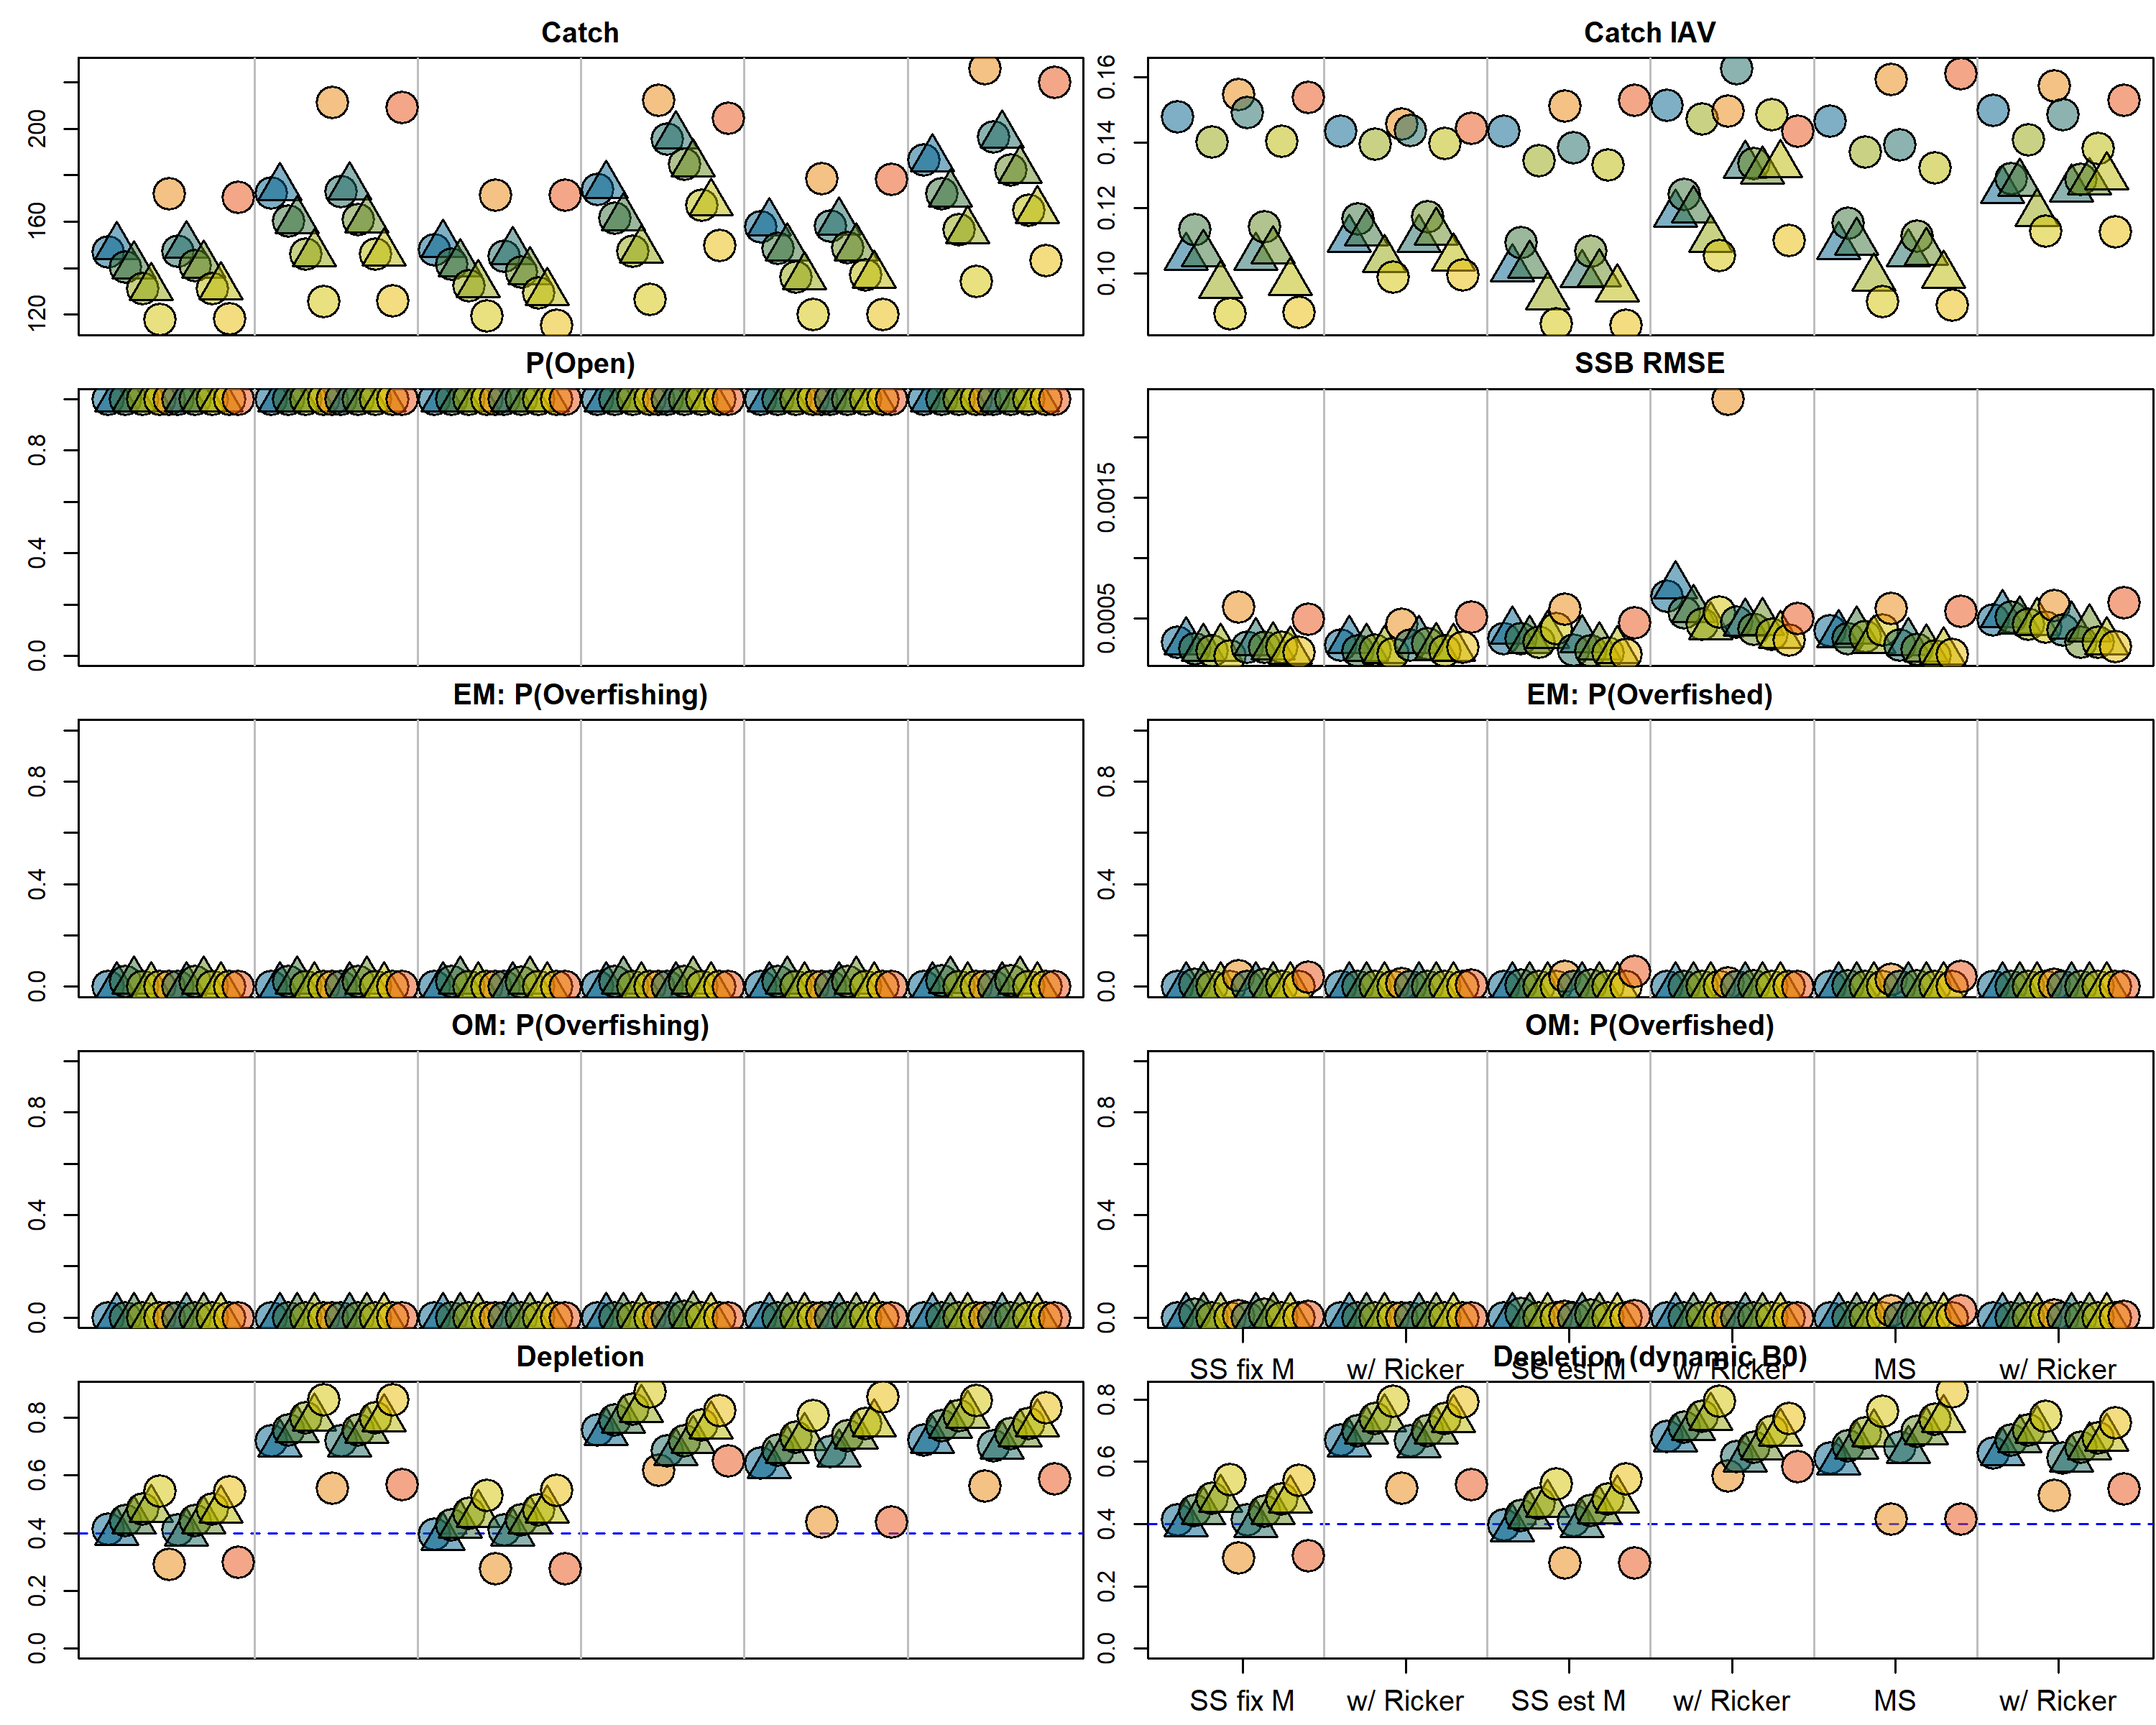 Catch
Catch IAV
120 160 200
0.10 0.12 0.14 0.16
P(Open)
SSB RMSE
0.0 0.4 0.8
0.0005 0.0015
EM: P(Overfishing)
EM: P(Overfished)
0.0 0.4 0.8
0.0 0.4 0.8
OM: P(Overfishing)
OM: P(Overfished)
0.0 0.4 0.8
0.0 0.4 0.8
SS fix M w/ Ricker SS est M w/ Ricker MS w/ Ricker
Depletion
Depletion (dynamic B0)
0.0 0.2 0.4 0.6 0.8
0.0 0.2 0.4 0.6 0.8
SS fix M w/ Ricker SS est M w/ Ricker MS w/ Ricker